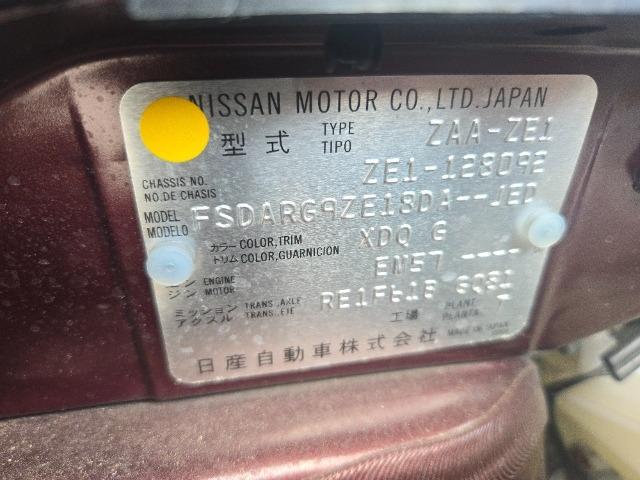 NISSAN MOTOR CO.,LTD.JAPAN
型式 TYPE TIPO ZAA-ZE1
CHASSIS NO. NO.DE CHASIS ZE1-128092
MODEL MODELO FSDARG9ZE18DA--JED
カラー COLOR,TRIM トリム COLOR,GUARNICION XDQ G
ENGINE MOTOR EM57 ----
ミッション TRANS. AXLE アクスル TRANS. EJE RE1F61B GQ81
工場 PLANT PLANTA T
日産自動車株式会社 MADE IN JAPAN